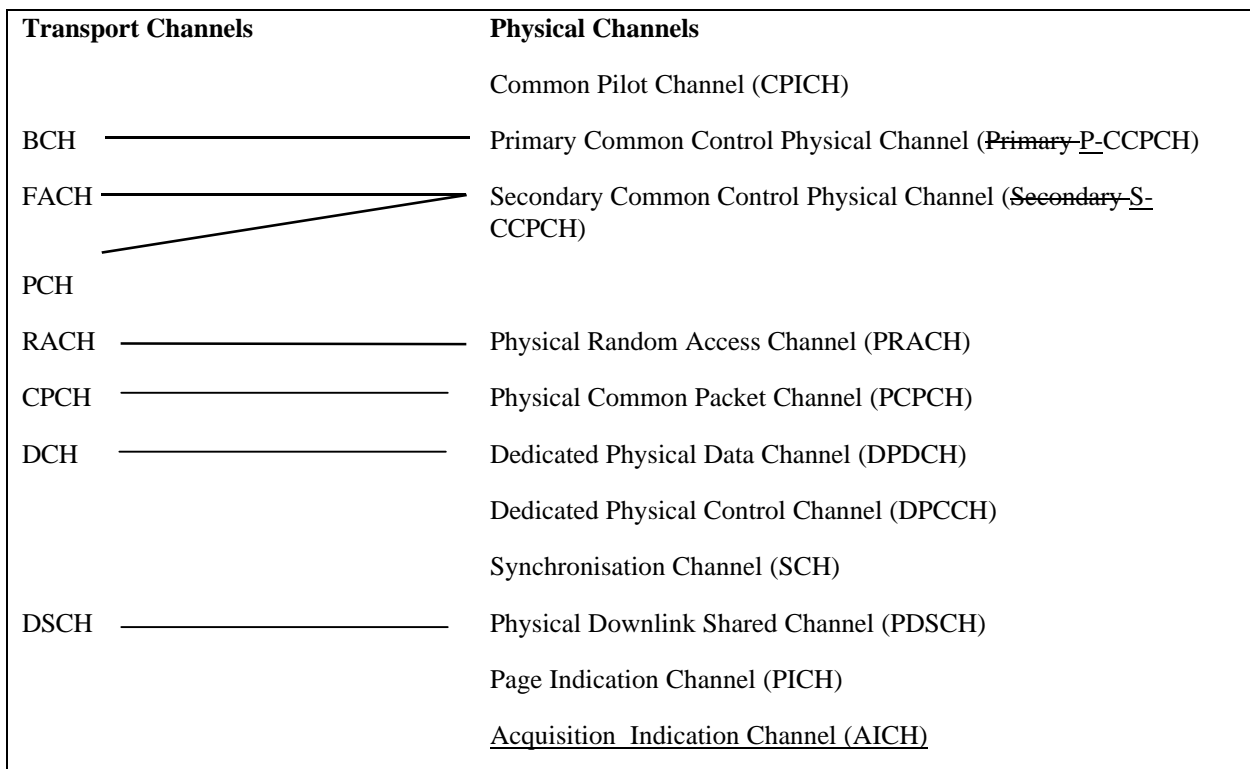 Transport Channels Physical Channels
Common Pilot Channel (CPICH)
BCH Primary Common Control Physical Channel (Primary P-CCPCH)
FACH Secondary Common Control Physical Channel (Secondary S-
CCPCH)
PCH
RACH Physical Random Access Channel (PRACH)
CPCH Physical Common Packet Channel (PCPCH)
DCH Dedicated Physical Data Channel (DPDCH)
Dedicated Physical Control Channel (DPCCH)
Synchronisation Channel (SCH)
DSCH Physical Downlink Shared Channel (PDSCH)
Page Indication Channel (PICH)
Acquisition Indication Channel (AICH)